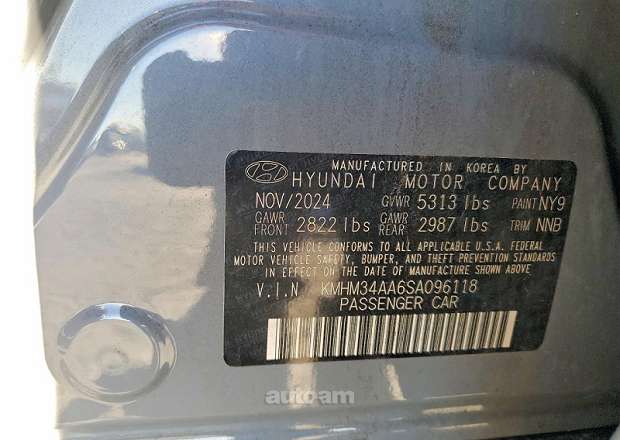 MANUFACTURED IN KOREA BY
HYUNDAI MOTOR COMPANY
NOV/2024 GVWR 5313 lbs PAINT NY9
GAWR FRONT 2822 lbs GAWR REAR 2987 lbs TRIM NNB
THIS VEHICLE CONFORMS TO ALL APPLICABLE U.S.A. FEDERAL
MOTOR VEHICLE SAFETY, BUMPER, AND THEFT PREVENTION STANDARDS
IN EFFECT ON THE DATE OF MANUFACTURE SHOWN ABOVE.
V.I.N KMHM34AA6SA096118
PASSENGER CAR
auto-am